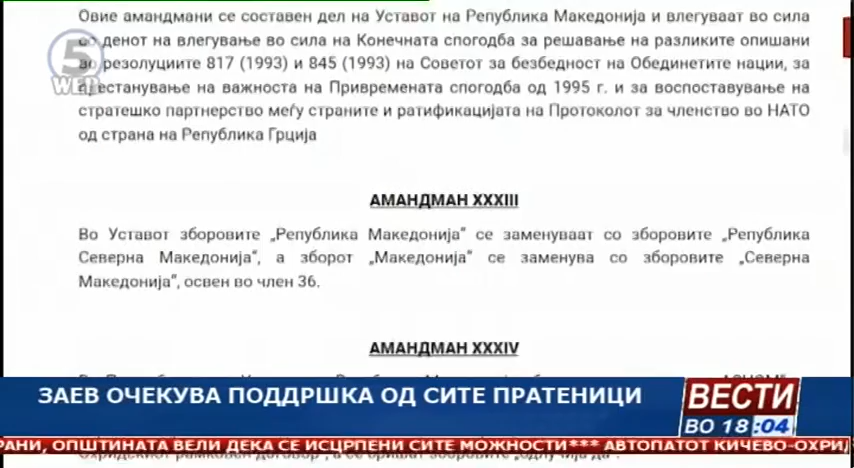 Овие амандмани се составен дел на Уставот на Република Македонија и влегуваат во сила
со денот на влегување во сила на Конечната спогодба за решавање на разликите опишани
во резолуциите 817 (1993) и 845 (1993) на Советот за безбедност на Обединетите нации, за
престанување на важноста на Привремената спогодба од 1995 г. и за воспоставување на
стратешко партнерство меѓу страните и ратификацијата на Протоколот за членство во НАТО
од страна на Република Грција
5
WEB
АМАНДМАН XXXIII
Во Уставот зборовите „Република Македонија“ се заменуваат со зборовите „Република
Северна Македонија“, а зборот „Македонија“ се заменува со зборовите „Северна
Македонија“, освен во член 36.
АМАНДМАН XXXIV
ЗАЕВ ОЧЕКУВА ПОДДРШКА ОД СИТЕ ПРАТЕНИЦИ
ВЕСТИ
ВО 18:04
РАНИ, ОПШТИНАТА ВЕЛИ ДЕКА СЕ ИСЦРПЕНИ СИТЕ МОЖНОСТИ*** АВТОПАТОТ КИЧЕВО-ОХРИД